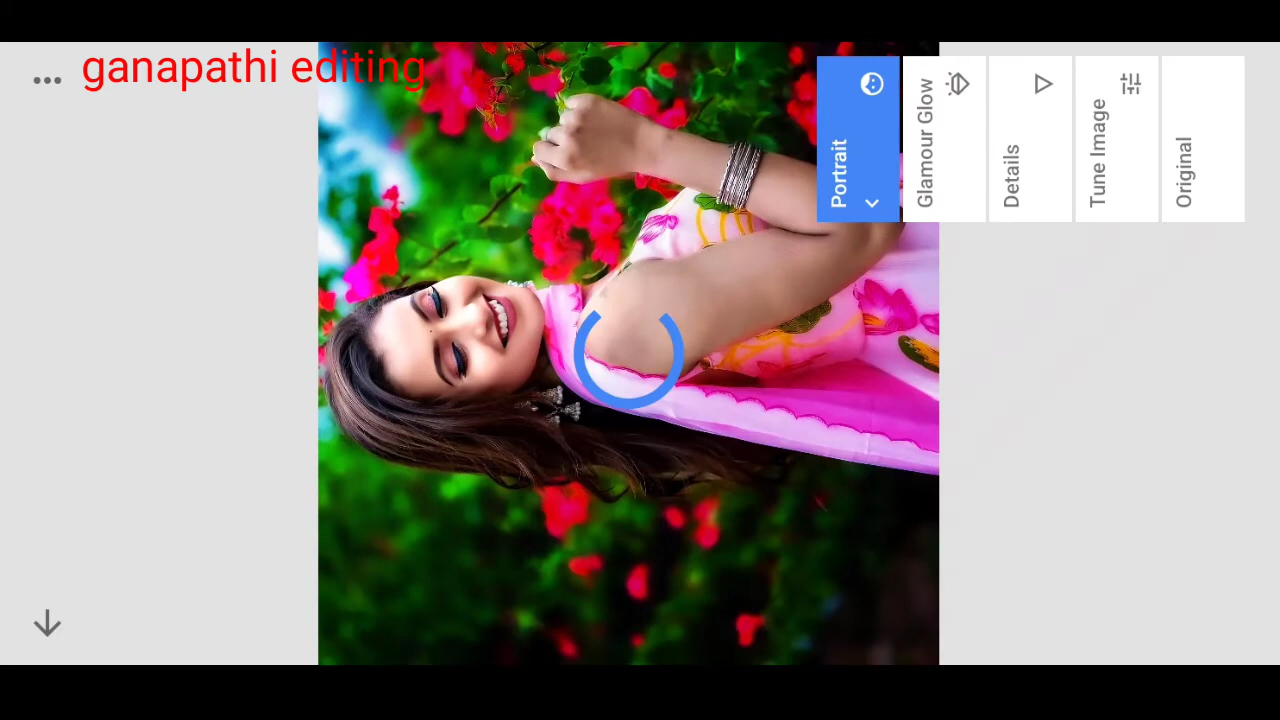 ganapathi editing
Portrait
Glamour Glow
Details
Tune Image
Original